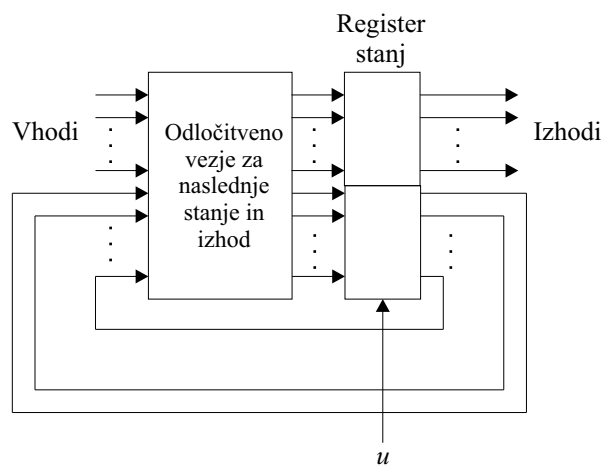 Register
stanj
Vhodi
Odločitveno
vezje za
naslednje
stanje in
izhod
Izhodi
u